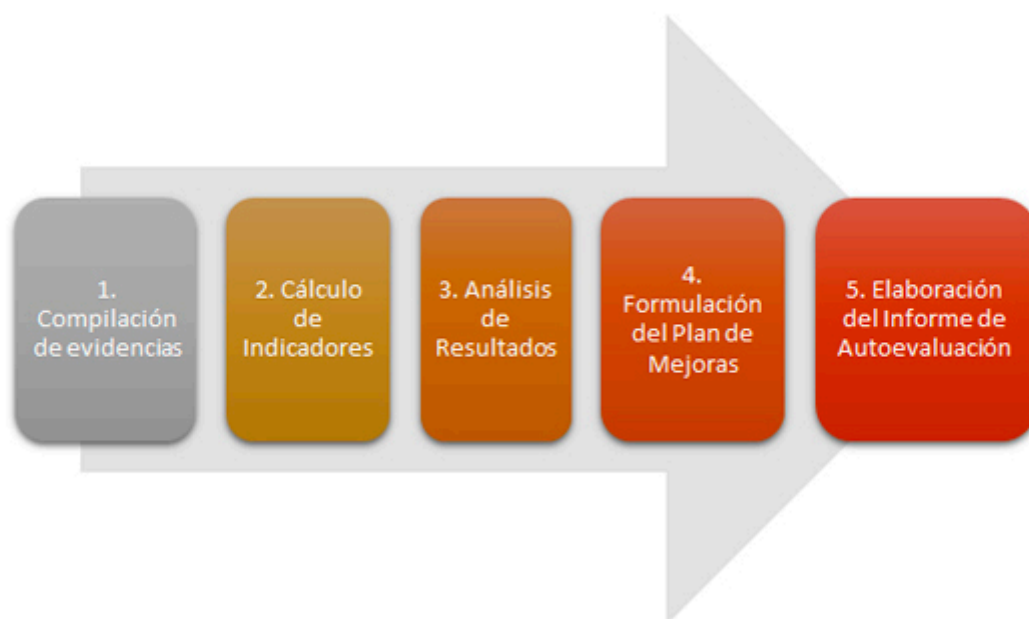 1.
Compilación
de evidencias
2. Cálculo
de
Indicadores
3. Análisis
de
Resultados
4.
Formulación
del Plan de
Mejoras
5. Elaboración
del Informe de
Autoevaluación